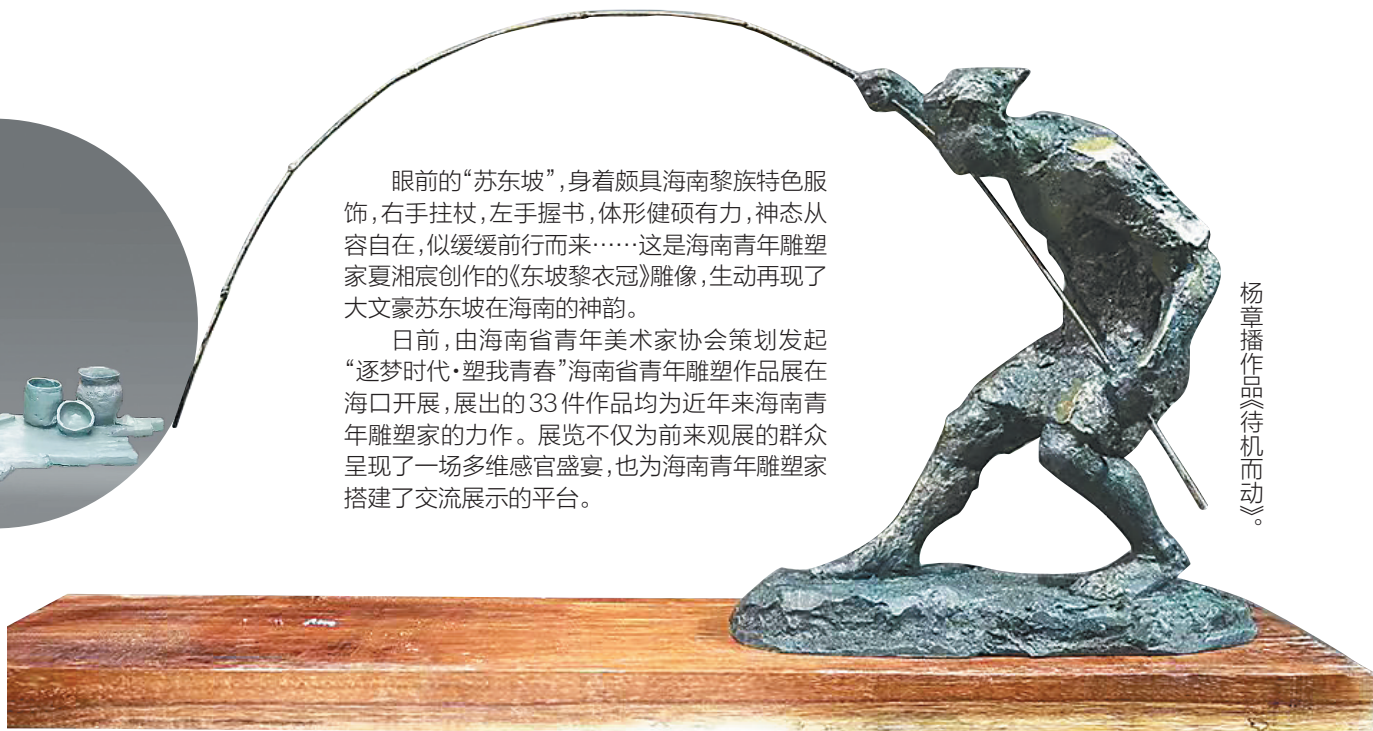 眼前的“苏东坡”,身着颇具海南黎族特色服
饰,右手拄杖,左手握书,体形健硕有力,神态从
容自在,似缓缓前行而来……这是海南青年雕塑
家夏湘宸创作的《东坡黎衣冠》雕像,生动再现了
大文豪苏东坡在海南的神韵。
日前,由海南省青年美术家协会策划发起
“逐梦时代·塑我青春”海南省青年雕塑作品展在
海口开展,展出的33件作品均为近年来海南青
年雕塑家的力作。展览不仅为前来观展的群众
呈现了一场多维感官盛宴,也为海南青年雕塑家
搭建了交流展示的平台。
杨章播作品《待机而动》。